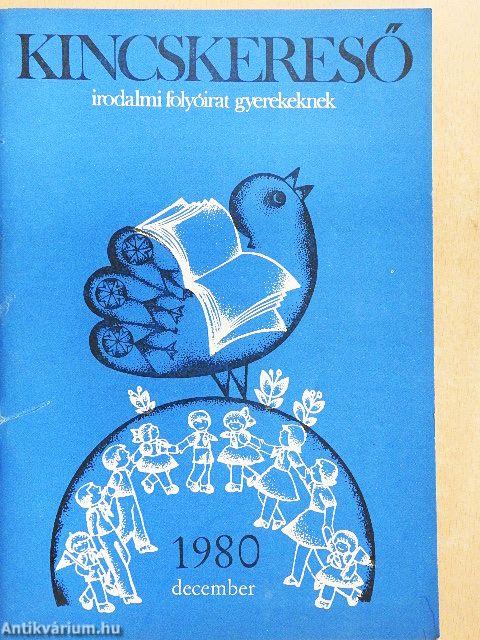 KINCSKERESŐ
irodalmi folyóirat gyerekeknek
1980
december
Antikvárium.hu